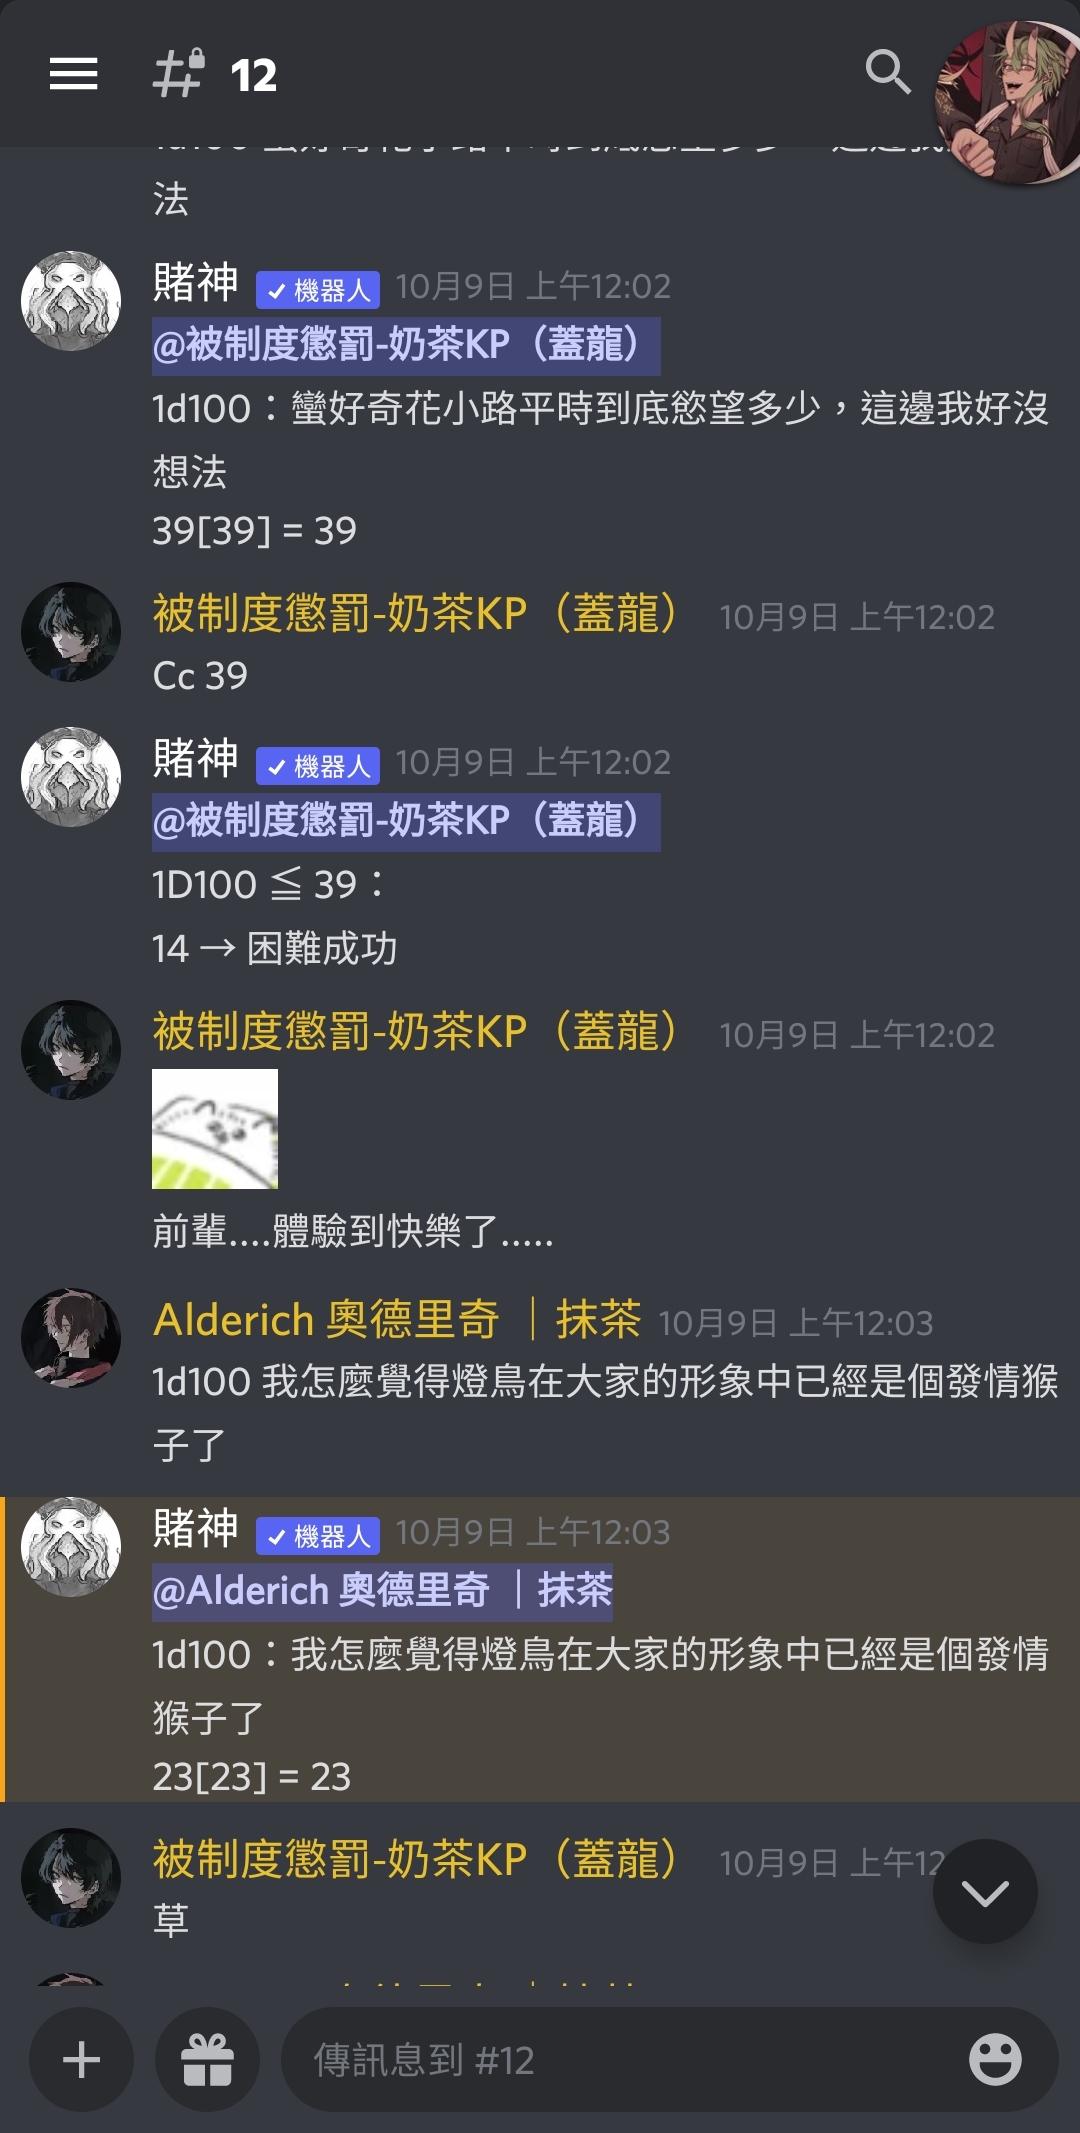 # 12
法
賭神 ✓ 機器人 10月9日 上午12:02
@被制度懲罰-奶茶KP（蓋龍）
1d100：蠻好奇花小路平時到底慾望多少，這邊我好沒
想法
39[39] = 39
被制度懲罰-奶茶KP（蓋龍） 10月9日 上午12:02
Cc 39
賭神 ✓ 機器人 10月9日 上午12:02
@被制度懲罰-奶茶KP（蓋龍）
1D100 ≦ 39：
14 → 困難成功
被制度懲罰-奶茶KP（蓋龍） 10月9日 上午12:02
前輩....體驗到快樂了.....
Alderich 奧德里奇 ｜抹茶 10月9日 上午12:03
1d100 我怎麼覺得燈鳥在大家的形象中已經是個發情猴
子了
賭神 ✓ 機器人 10月9日 上午12:03
@Alderich 奧德里奇 ｜抹茶
1d100：我怎麼覺得燈鳥在大家的形象中已經是個發情
猴子了
23[23] = 23
被制度懲罰-奶茶KP（蓋龍） 10月9日 上午12
草
傳訊息到 #12